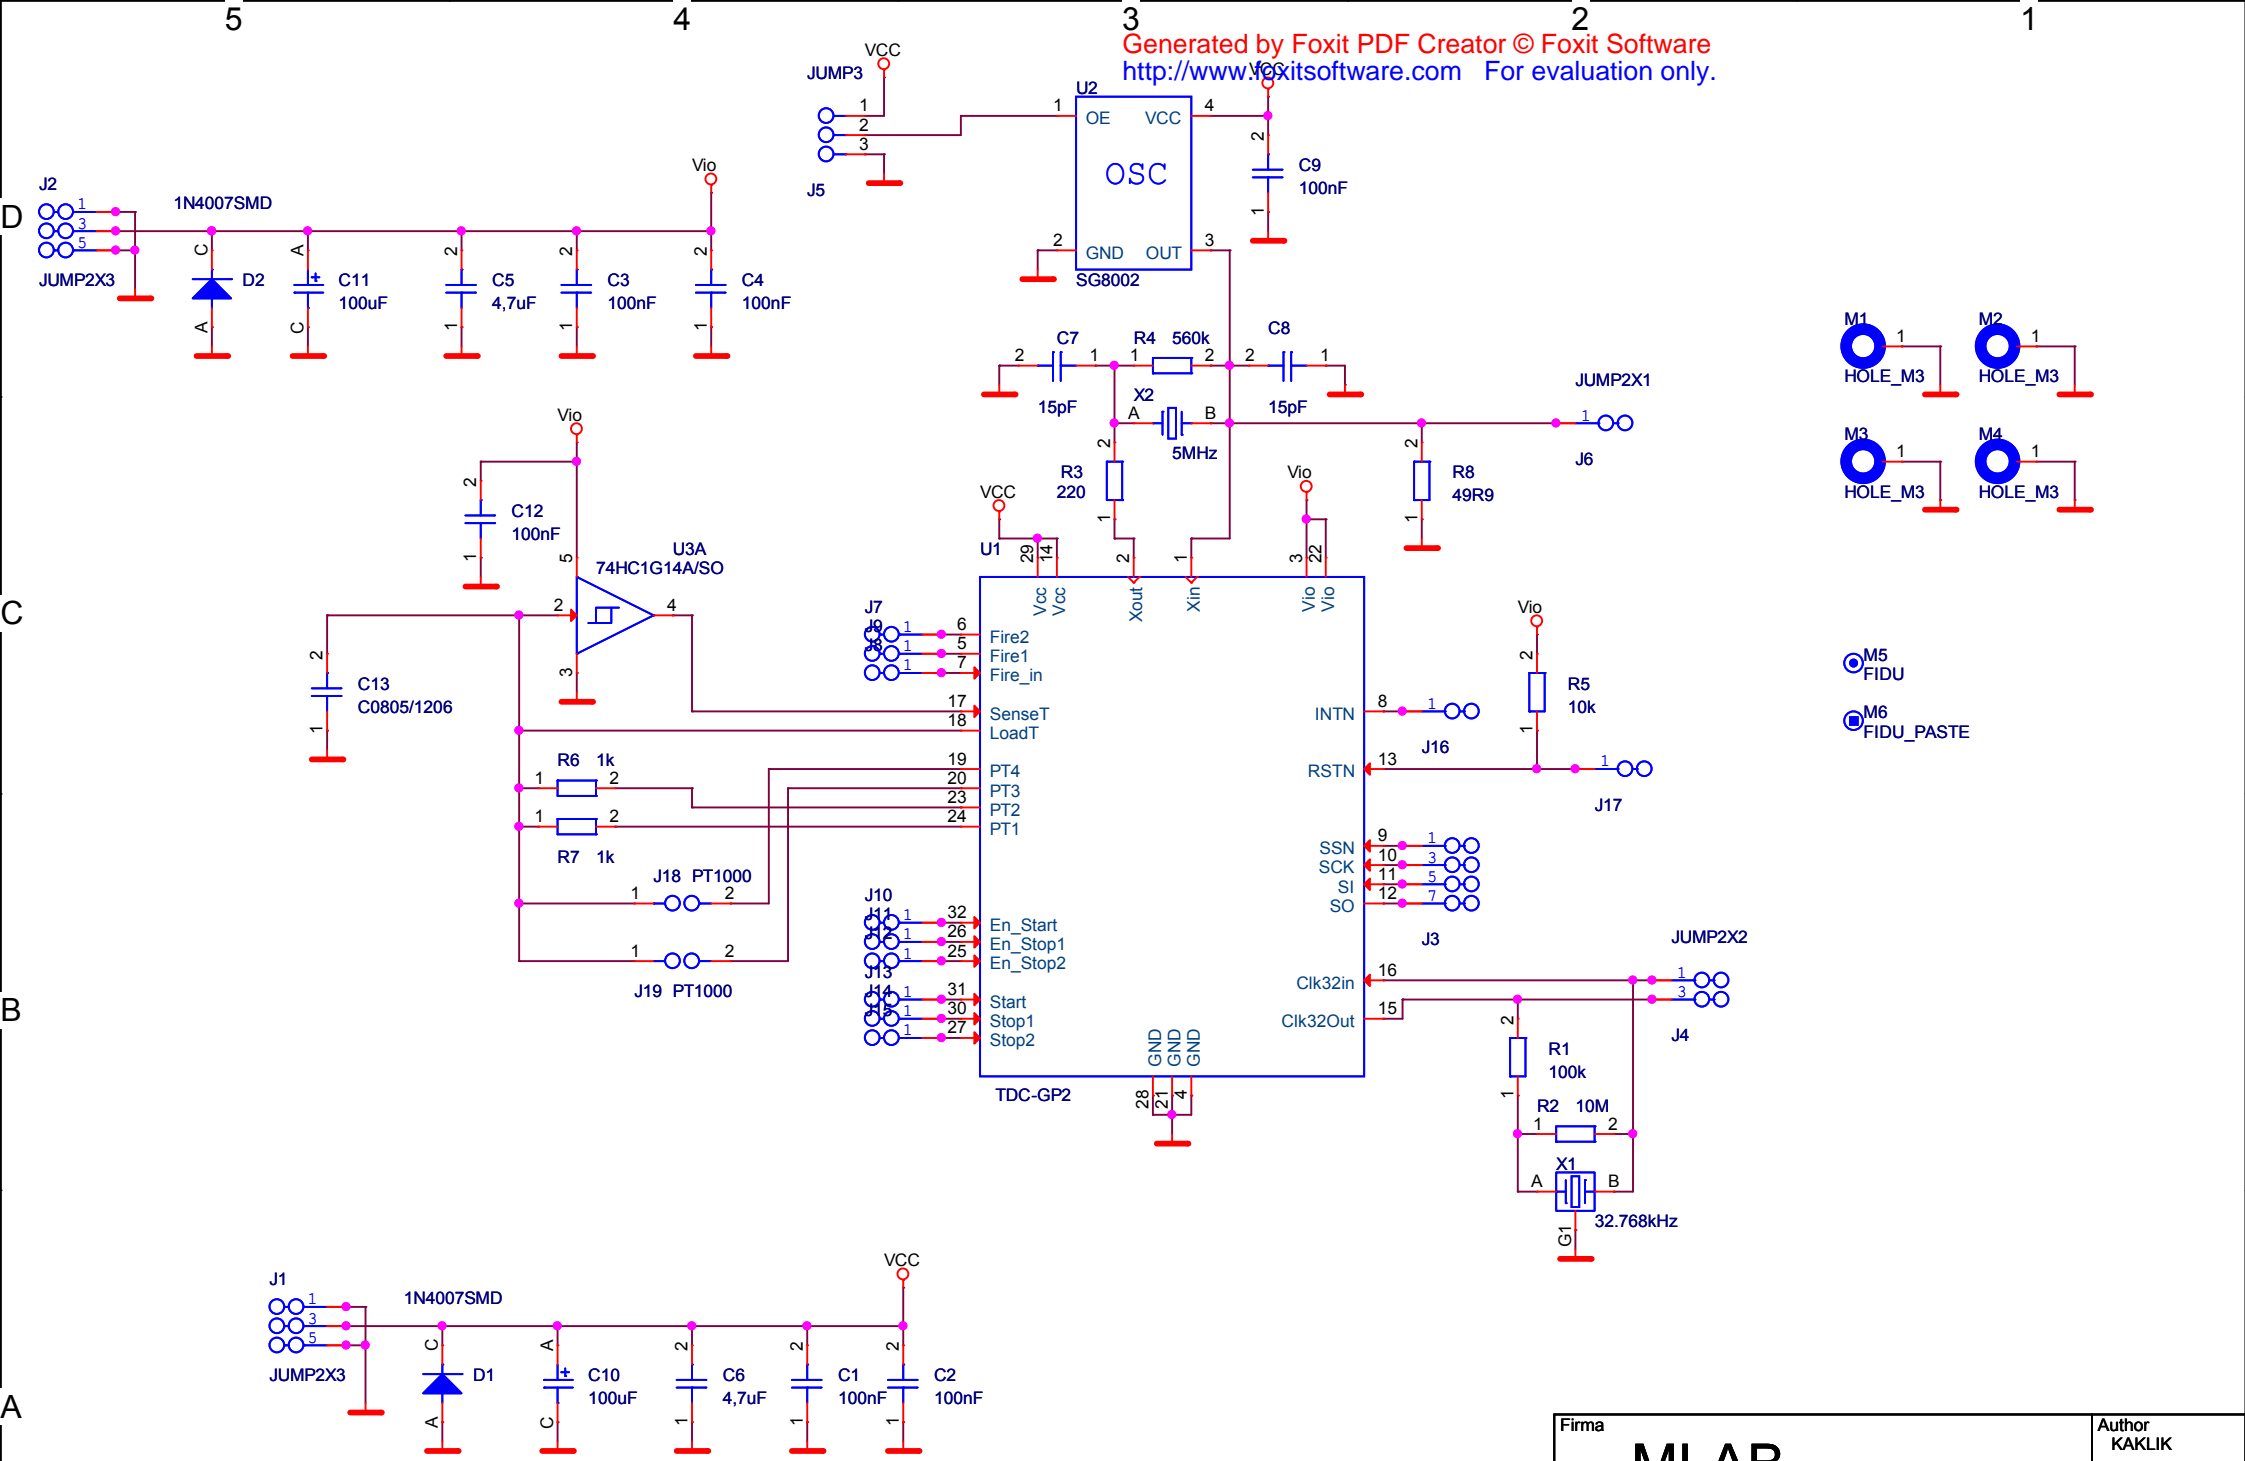 5 4 3 2 1
Generated by Foxit PDF Creator © Foxit Software
http://www.foxitsoftware.com For evaluation only.
D
C
B
A
J2
1
3
5
JUMP2X3
1N4007SMD
C
A
D2
A
C
C11
100uF
2
1
C5
4,7uF
2
1
C3
100nF
2
1
C4
100nF
Vio
JUMP3
VCC
1
2
3
J5
U2
1 OE
VCC 4
OSC
2 GND
OUT 3
SG8002
VCC
2
1
C9
100nF
2 C7 1
15pF
1 R4 560k 2
C8
2 1
15pF
X2
A B
5MHz
2
R3
220
1
2
R8
49R9
1
JUMP2X1
1
J6
M1
1
HOLE_M3
M2
1
HOLE_M3
M3
1
HOLE_M3
M4
1
HOLE_M3
M5
FIDU
M6
FIDU_PASTE
Vio
2
C12
100nF
1
5
U3A
74HC1G14A/SO
2 4
3
2
C13
C0805/1206
1
R6 1k
1 2
1 2
R7 1k
J18 PT1000
1 2
1 2
J19 PT1000
VCC
Vio
U1
29 14 2 1 3 22
Vcc Vcc Xout Xin Vio Vio
J7
J9
J8
1 6 Fire2
1 5 Fire1
1 7 Fire_in
17 SenseT
18 LoadT
19 PT4
20 PT3
23 PT2
24 PT1
J10
J11
J12
1 32 En_Start
1 26 En_Stop1
1 25 En_Stop2
J13
J14
J15
1 31 Start
1 30 Stop1
1 27 Stop2
GND GND GND
28 21 4
TDC-GP2
INTN 8 1
J16
Vio
2
R5
10k
1
RSTN 13 1
J17
SSN 9 1
SCK 10 3
SI 11 5
SO 12 7
J3
JUMP2X2
Clk32in 16 1
Clk32Out 15 3
J4
2
R1
100k
1
R2 10M
1 2
X1
A B
32.768kHz
G1
J1
1
3
5
JUMP2X3
1N4007SMD
C
A
D1
A
C
C10
100uF
2
1
C6
4,7uF
2
1
C1
100nF
2
1
C2
100nF
VCC
Firma
MLAB
Author
KAKLIK